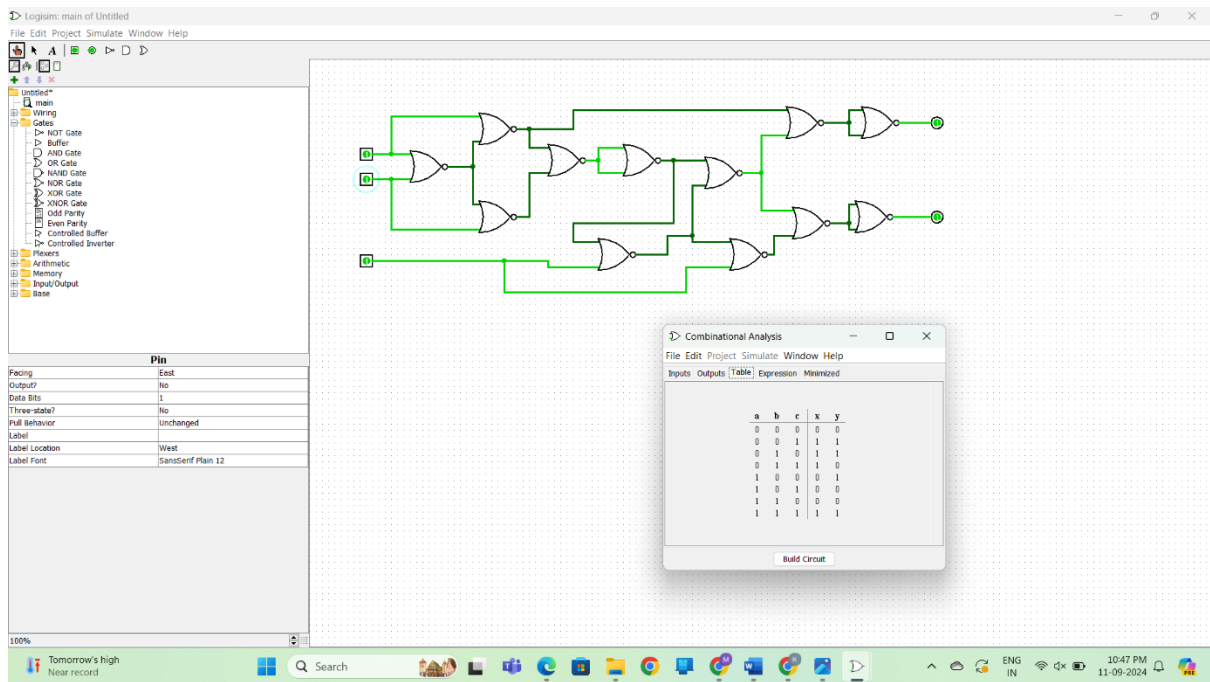 Logisim: main of Untitled
File Edit Project Simulate Window Help
A
Untitled*
main
Wiring
Gates
NOT Gate
Buffer
AND Gate
OR Gate
NAND Gate
NOR Gate
XOR Gate
XNOR Gate
Odd Parity
Even Parity
Controlled Buffer
Controlled Inverter
Plexers
Arithmetic
Memory
Input/Output
Base
Pin
Facing East
Output? No
Data Bits 1
Three-state? No
Pull Behavior Unchanged
Label
Label Location West
Label Font SansSerif Plain 12
100%
1
1
1
1
1
Combinational Analysis
File Edit Project Simulate Window Help
Inputs Outputs Table Expression Minimized
a b c x y
0 0 0 0 0
0 0 1 1 1
0 1 0 1 1
0 1 1 1 0
1 0 0 0 1
1 0 1 0 0
1 1 0 0 0
1 1 1 1 1
Build Circuit
Tomorrow's high
Near record
Search
ENG
IN
10:47 PM
11-09-2024
PRE